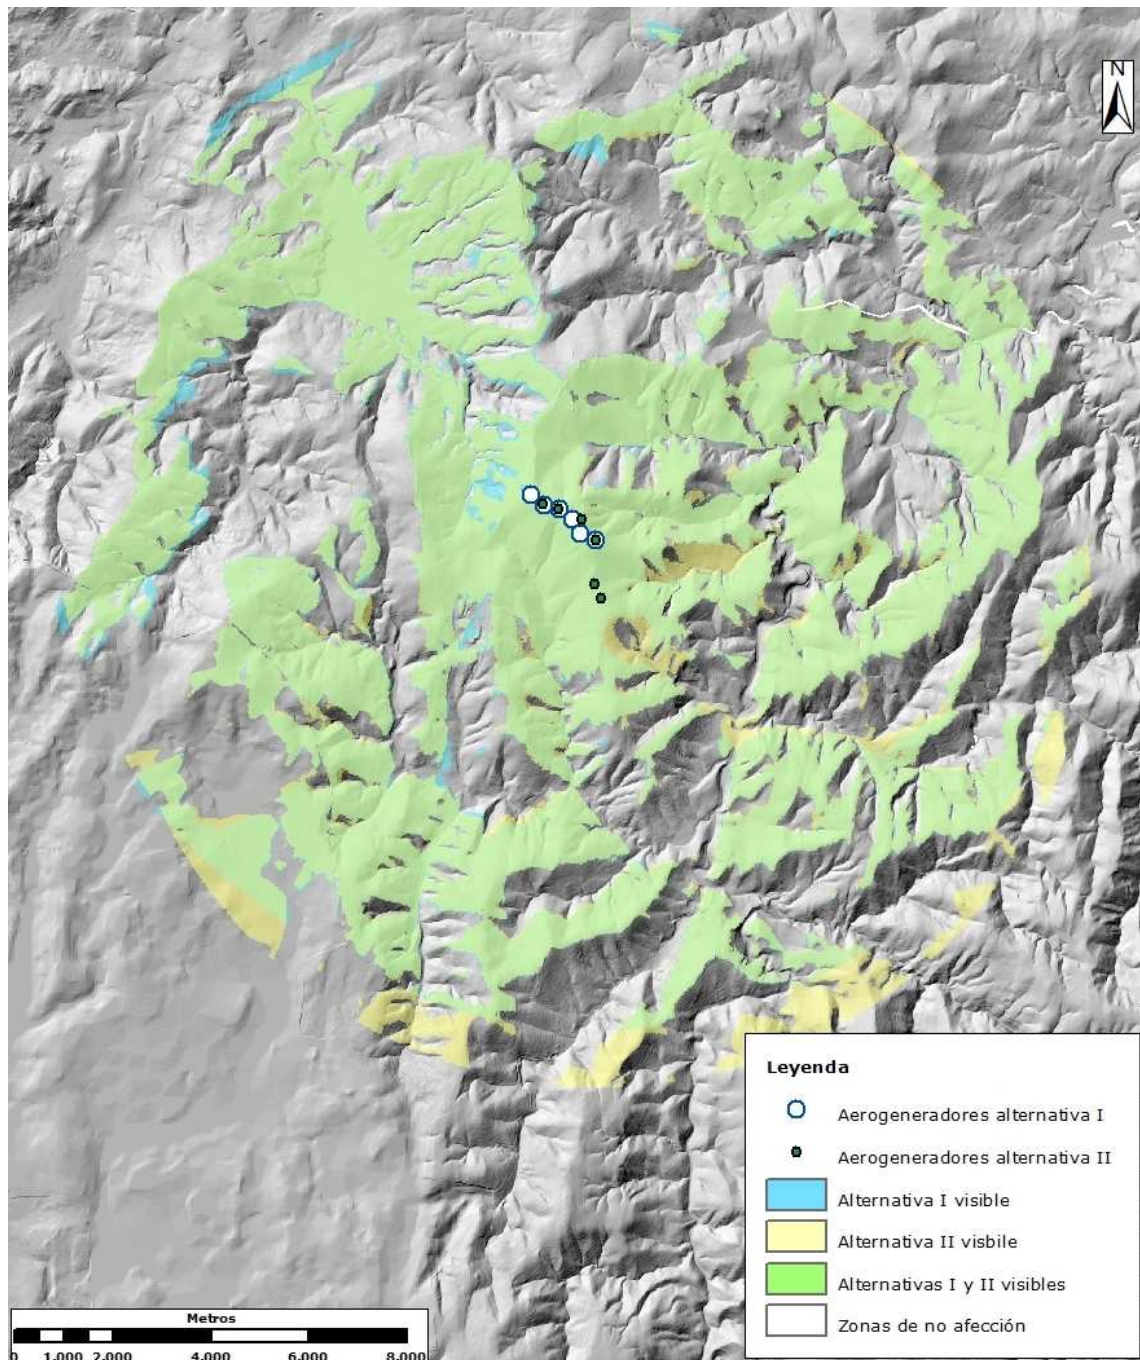 N
Leyenda
Aerogeneradores alternativa I
Aerogeneradores alternativa II
Alternativa I visible
Alternativa II visbile
Alternativas I y II visibles
Zonas de no afección
Metros
0 1.000 2.000 4.000 6.000 8.000